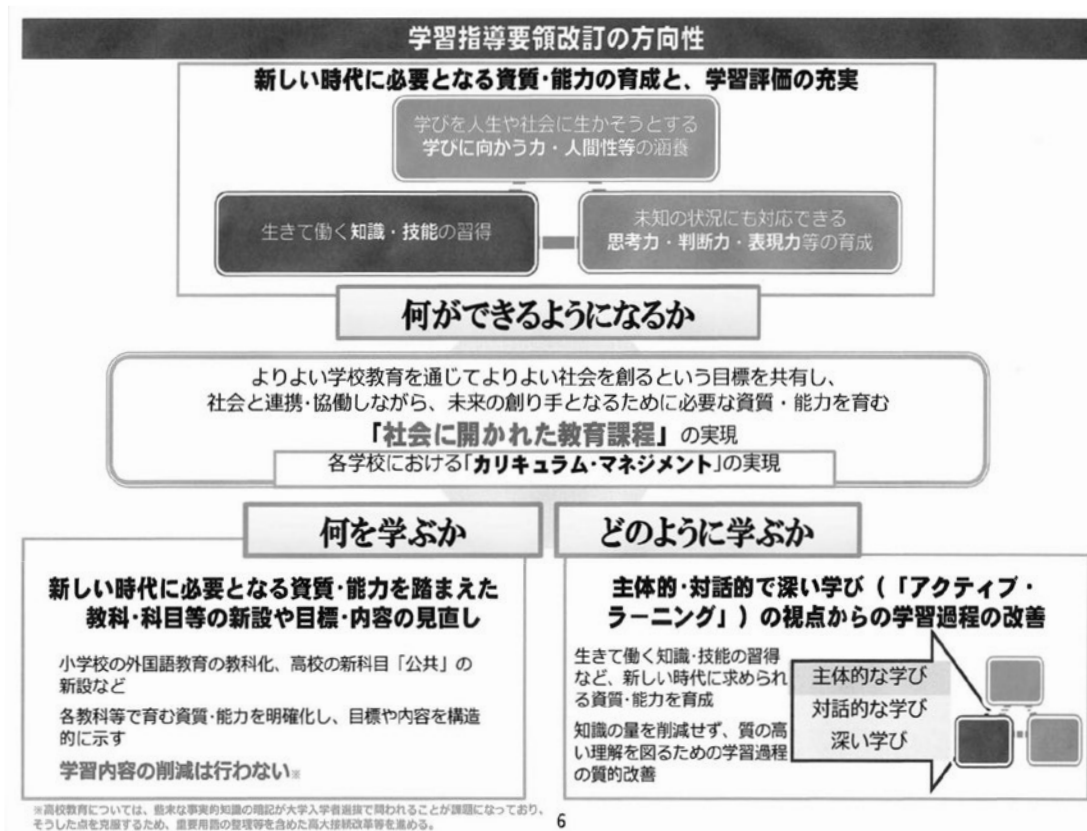 学習指導要領改訂の方向性
新しい時代に必要となる資質・能力の育成と、学習評価の充実
学びを人生や社会に生かそうとする
学びに向かう力・人間性等の涵養
生きて働く知識・技能の習得
未知の状況にも対応できる
思考力・判断力・表現力等の育成
何ができるようになるか
よりよい学校教育を通じてよりよい社会を創るという目標を共有し、
社会と連携・協働しながら、未来の創り手となるために必要な資質・能力を育む
「社会に開かれた教育課程」の実現
各学校における「カリキュラム・マネジメント」の実現
何を学ぶか
新しい時代に必要となる資質・能力を踏まえた
教科・科目等の新設や目標・内容の見直し
小学校の外国語教育の教科化、高校の新科目「公共」の
新設など
各教科等で育む資質・能力を明確化し、目標や内容を構造
的に示す
学習内容の削減は行わない※
どのように学ぶか
主体的・対話的で深い学び（「アクティブ・
ラーニング」）の視点からの学習過程の改善
生きて働く知識・技能の習得
など、新しい時代に求められ
る資質・能力を育成
知識の量を削減せず、質の高
い理解を図るための学習過程
の質的改善
主体的な学び
対話的な学び
深い学び
※高校教育については、些末な事実的知識の暗記が大学入学者選抜で問われることが課題になっており、
そうした点を克服するため、重要用語の整理等を含めた高大接続改革等を進める。
6